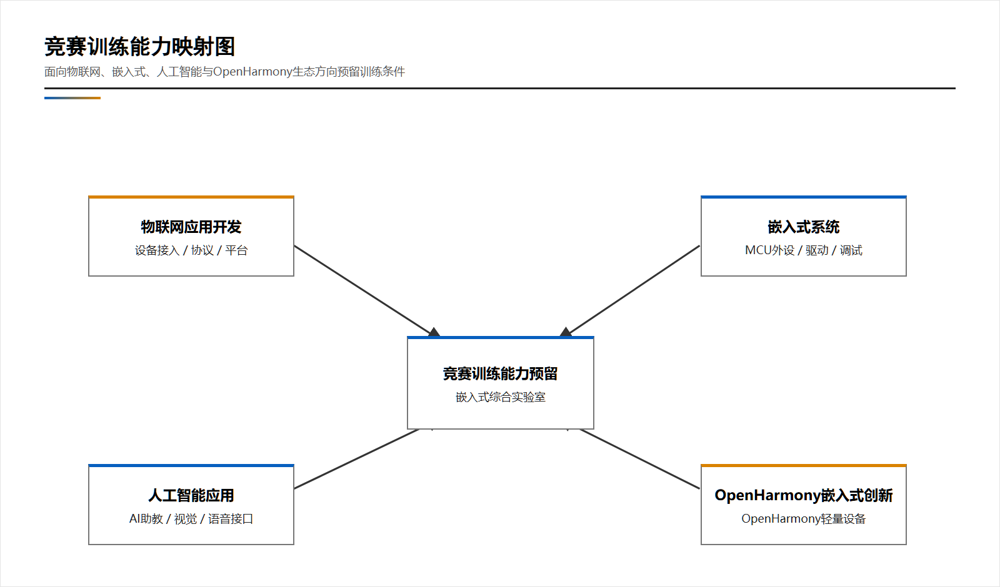 竞赛训练能力映射图
面向物联网、嵌入式、人工智能与OpenHarmony生态方向预留训练条件
物联网应用开发
设备接入 / 协议 / 平台
嵌入式系统
MCU外设 / 驱动 / 调试
竞赛训练能力预留
嵌入式综合实验室
人工智能应用
AI助教 / 视觉 / 语音接口
OpenHarmony嵌入式创新
OpenHarmony轻量设备